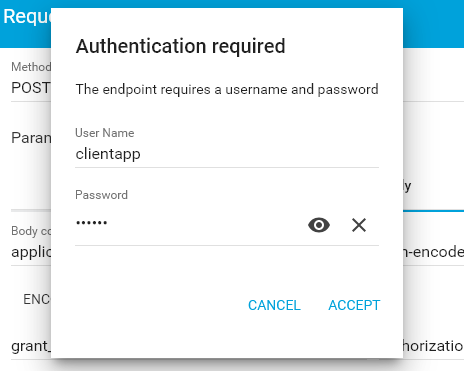 Reque
Authentication required
Method
POST
The endpoint requires a username and password
Param
User Name
clientapp
ly
Password
••••••
Body co
applic
n-encode
ENC
CANCEL
ACCEPT
grant_
horizatio